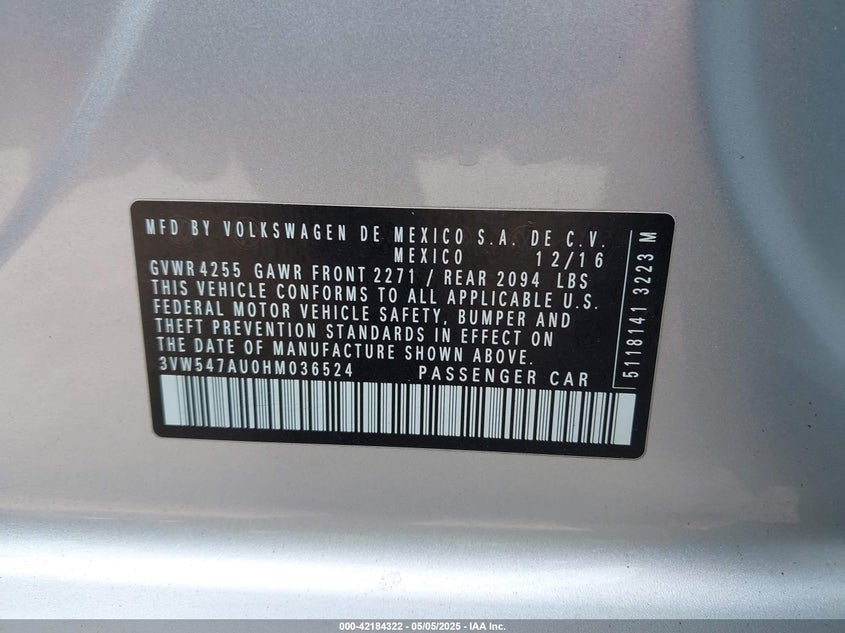 MFD BY VOLKSWAGEN DE MEXICO S.A. DE C.V.
MEXICO 12/16
GVWR 4255 GAWR FRONT 2271 / REAR 2094 LBS
THIS VEHICLE CONFORMS TO ALL APPLICABLE U.S.
FEDERAL MOTOR VEHICLE SAFETY, BUMPER AND
THEFT PREVENTION STANDARDS IN EFFECT ON
THE DATE OF MANUFACTURE SHOWN ABOVE.
3VW547AU0HM036524 PASSENGER CAR
5118141 3223 M
000-42184322 - 05/05/2025 - IAA Inc.